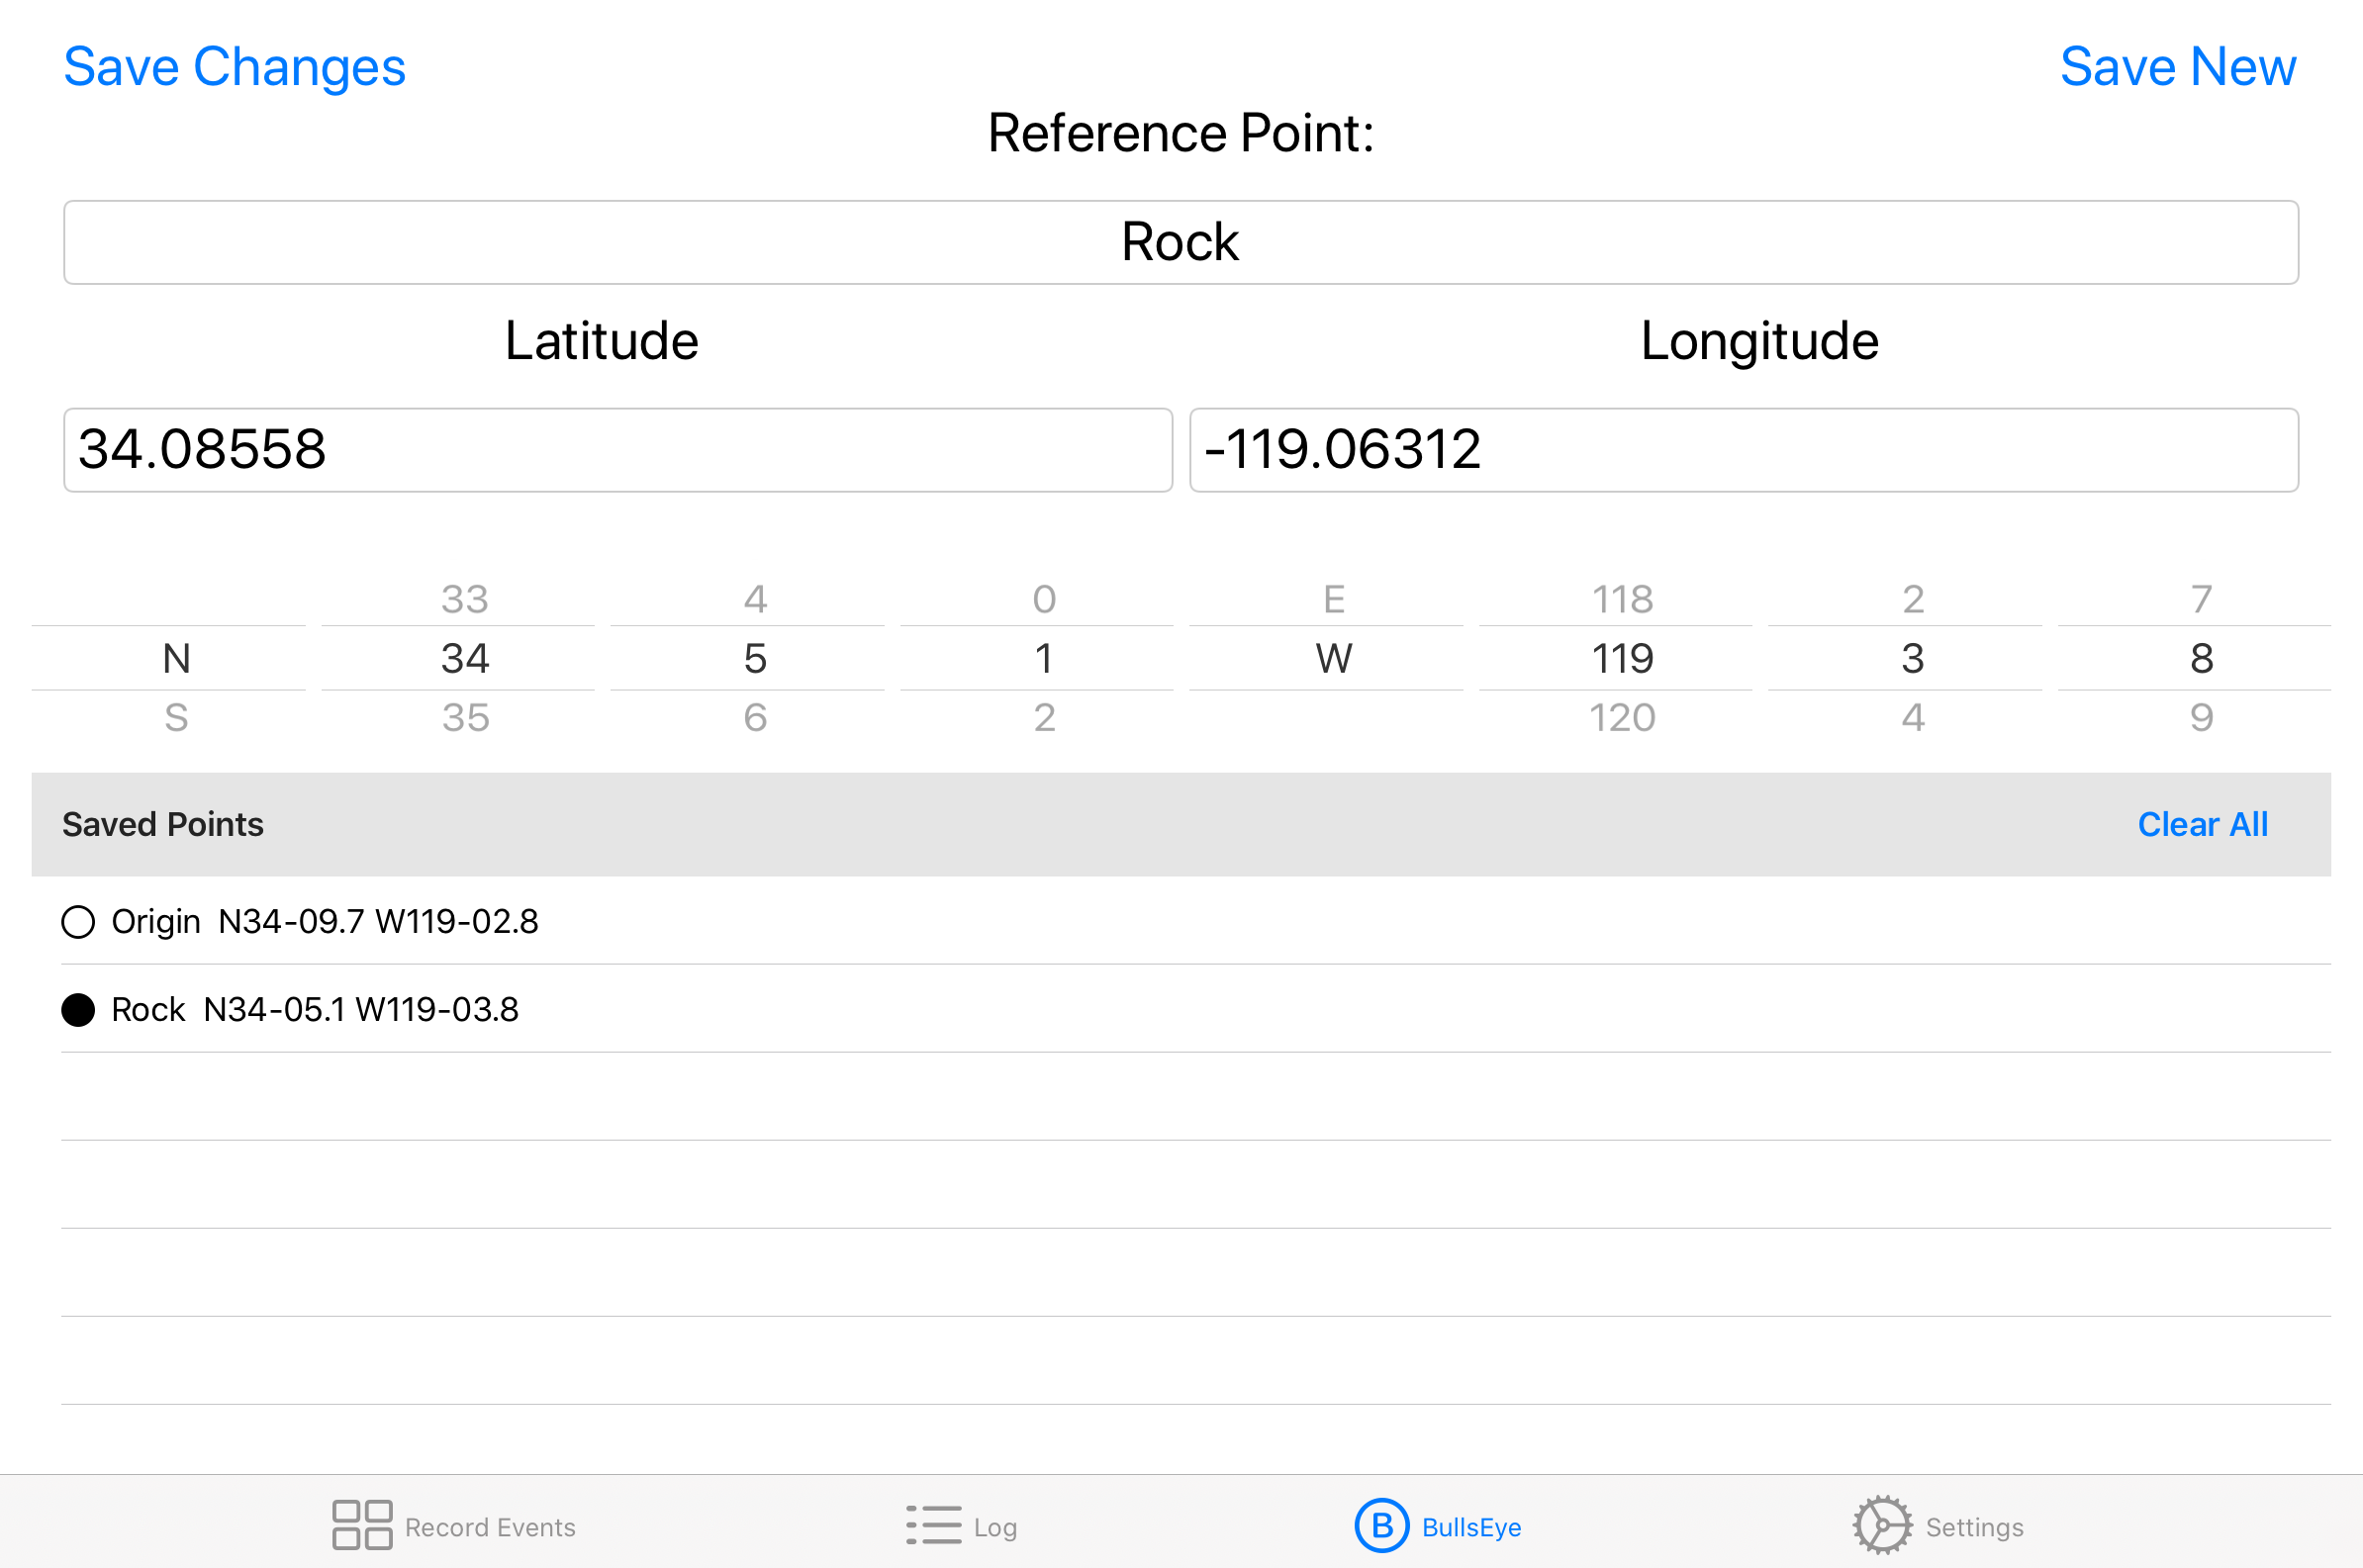 Save Changes Save New
Reference Point:
Rock
Latitude Longitude
34.08558 -119.06312
33 4 0 E 118 2 7
N 34 5 1 W 119 3 8
S 35 6 2 120 4 9
Saved Points Clear All
Origin N34-09.7 W119-02.8
Rock N34-05.1 W119-03.8
Record Events Log B BullsEye Settings